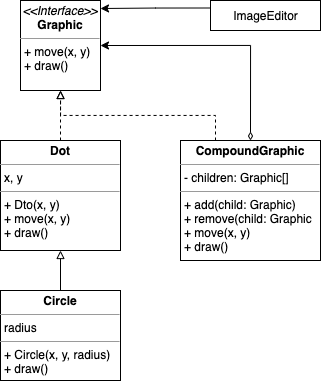 <<Interface>>
Graphic
+ move(x, y)
+ draw()
ImageEditor
Dot
x, y
+ Dto(x, y)
+ move(x, y)
+ draw()
CompoundGraphic
- children: Graphic[]
+ add(child: Graphic)
+ remove(child: Graphic
+ move(x, y)
+ draw()
Circle
radius
+ Circle(x, y, radius)
+ draw()